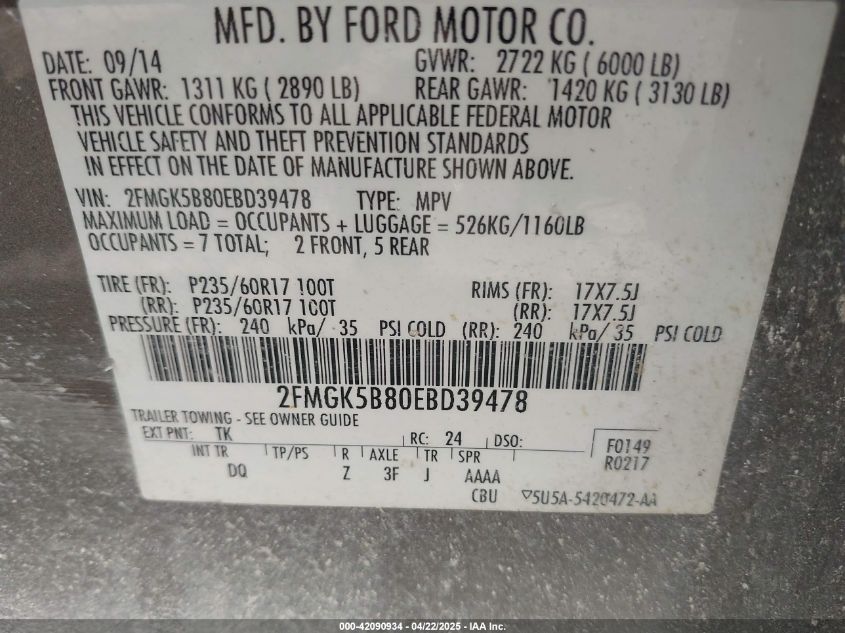 MFD. BY FORD MOTOR CO.
DATE: 09/14 GVWR: 2722 KG ( 6000 LB)
FRONT GAWR: 1311 KG ( 2890 LB) REAR GAWR: 1420 KG ( 3130 LB)
THIS VEHICLE CONFORMS TO ALL APPLICABLE FEDERAL MOTOR
VEHICLE SAFETY AND THEFT PREVENTION STANDARDS
IN EFFECT ON THE DATE OF MANUFACTURE SHOWN ABOVE.
VIN: 2FMGK5B80EBD39478 TYPE: MPV
MAXIMUM LOAD = OCCUPANTS + LUGGAGE = 526KG/1160LB
OCCUPANTS = 7 TOTAL; 2 FRONT, 5 REAR
TIRE (FR): P235/60R17 100T RIMS (FR): 17X7.5J
(RR): P235/60R17 100T (RR): 17X7.5J
PRESSURE (FR): 240 kPa/ 35 PSI COLD (RR): 240 kPa/ 35 PSI COLD
2FMGK5B80EBD39478
TRAILER TOWING - SEE OWNER GUIDE
EXT PNT: TK RC: 24 DSO: F0149
INT TR TP/PS R AXLE TR SPR R0217
DQ Z 3F J AAAA
CBU 5U5A-5420472-AA
000-42090934 - 04/22/2025 - IAA Inc.